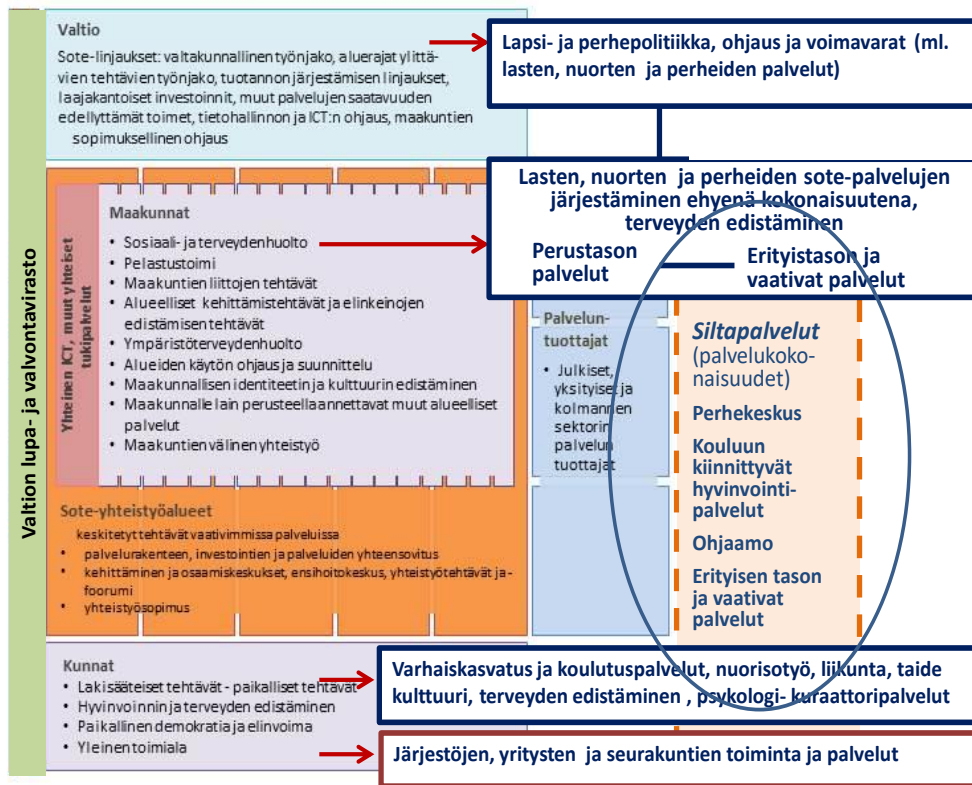 Valtion lupa- ja valvontavirasto
Valtio
Sote-linjaukset: valtakunnallinen työnjako, aluerajat ylittä-
vien tehtävien työnjako, tuotannon järjestämisen linjaukset,
laajakantoiset investoinnit, muut palvelujen saatavuuden
edellyttämät toimet, tietohallinnon ja ICT:n ohjaus, maakuntien
sopimuksellinen ohjaus
Lapsi- ja perhepolitiikka, ohjaus ja voimavarat (ml.
lasten, nuorten ja perheiden palvelut)
Yhteinen ICT, muut yhteiset
tukipalvelut
Maakunnat
• Sosiaali- ja terveydenhuolto
• Pelastustoimi
• Maakuntien liittojen tehtävät
• Alueelliset kehittämistehtävät ja elinkeinojen
edistämisen tehtävät
• Ympäristöterveydenhuolto
• Alueiden käytön ohjaus ja suunnittelu
• Maakunnallisen identiteetin ja kulttuurin edistäminen
• Maakunnalle lain perusteella annettavat muut alueelliset
palvelut
• Maakuntien välinen yhteistyö
Lasten, nuorten ja perheiden sote-palvelujen
järjestäminen ehyenä kokonaisuutena,
terveyden edistäminen
Perustason
palvelut
Erityistason ja
vaativat palvelut
Palvelun-
tuottajat
• Julkiset,
yksityiset ja
kolmannen
sektorin
palvelun
tuottajat
Siltapalvelut
(palvelukoko-
naisuudet)
Perhekeskus
Kouluun
kiinnittyvät
hyvinvointi-
palvelut
Ohjaamo
Erityisen tason
ja vaativat
palvelut
Sote-yhteistyöalueet
keskitetyt tehtävät vaativimmissa palveluissa
• palvelurakenteen, investointien ja palveluiden yhteensovitus
• kehittäminen ja osaamiskeskukset, ensihoitokeskus, yhteistyötehtävät ja-
foorumi
• yhteistyösopimus
Kunnat
• Lakisääteiset tehtävät - paikalliset tehtävät
• Hyvinvoinnin ja terveyden edistäminen
• Paikallinen demokratia ja elinvoima
• Yleinen toimiala
Varhaiskasvatus ja koulutuspalvelut, nuorisotyö, liikunta, taide
kulttuuri, terveyden edistäminen , psykologi- kuraattoripalvelut
Järjestöjen, yritysten ja seurakuntien toiminta ja palvelut